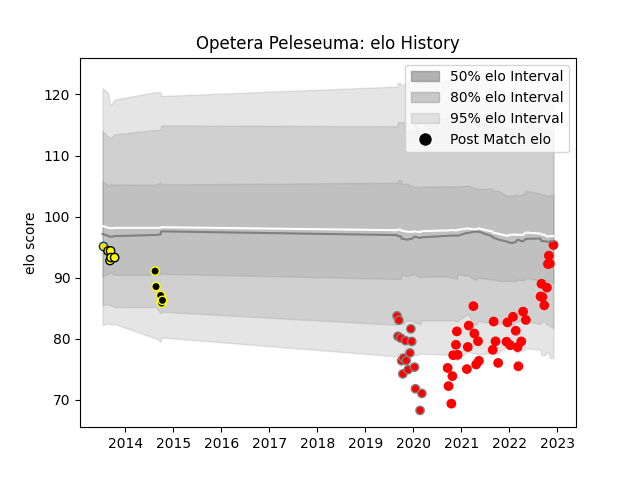 Opetera Peleseuma: elo History
50% elo Interval
80% elo Interval
95% elo Interval
Post Match elo
elo score
120
110
100
90
80
70
2014 2015 2016 2017 2018 2019 2020 2021 2022 2023